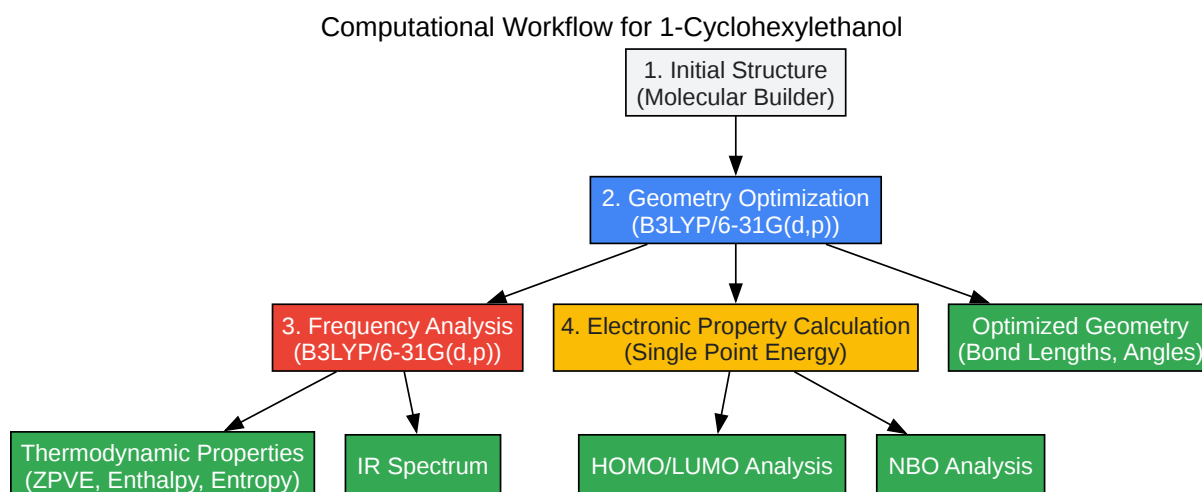 Computational Workflow for 1-Cyclohexylethanol
1. Initial Structure
(Molecular Builder)
2. Geometry Optimization
(B3LYP/6-31G(d,p))
3. Frequency Analysis
(B3LYP/6-31G(d,p))
4. Electronic Property Calculation
(Single Point Energy)
Optimized Geometry
(Bond Lengths, Angles)
Thermodynamic Properties
(ZPVE, Enthalpy, Entropy)
IR Spectrum
HOMO/LUMO Analysis
NBO Analysis